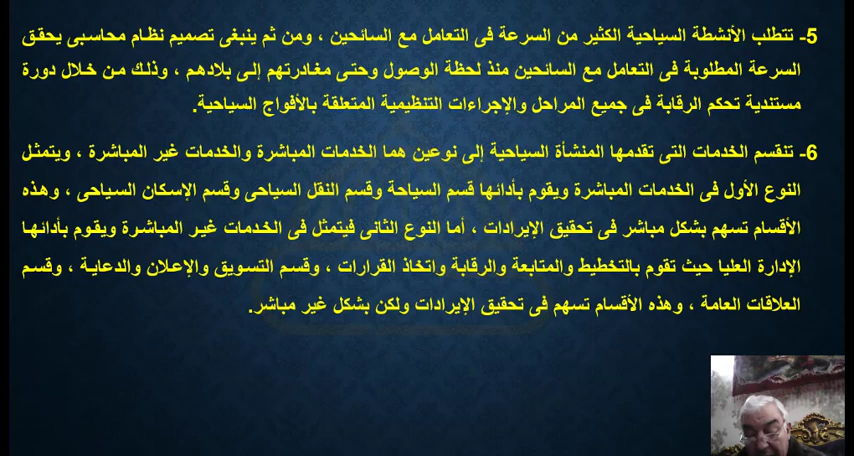 5- تتطلب الأنشطة السياحية الكثير من السرعة فى التعامل مع السائحين ، ومن ثم ينبغى تصميم نظام محاسبى يحقق
السرعة المطلوبة فى التعامل مع السائحين منذ لحظة الوصول وحتى مغادرتهم إلى بلادهم ، وذلك من خلال دورة
مستندية تحكم الرقابة فى جميع المراحل والإجراءات التنظيمية المتعلقة بالأفواج السياحية.
6- تنقسم الخدمات التى تقدمها المنشأة السياحية إلى نوعين هما الخدمات المباشرة والخدمات غير المباشرة ، ويتمثل
النوع الأول فى الخدمات المباشرة ويقوم بأدائها قسم السياحة وقسم النقل السياحى وقسم الإسكان السياحى ، وهذه
الأقسام تسهم بشكل مباشر فى تحقيق الإيرادات ، أما النوع الثانى فيتمثل فى الخدمات غير المباشرة ويقوم بأدائها
الإدارة العليا حيث تقوم بالتخطيط والمتابعة والرقابة واتخاذ القرارات ، وقسم التسويق والإعلان والدعاية ، وقسم
العلاقات العامة ، وهذه الأقسام تسهم فى تحقيق الإيرادات ولكن بشكل غير مباشر.